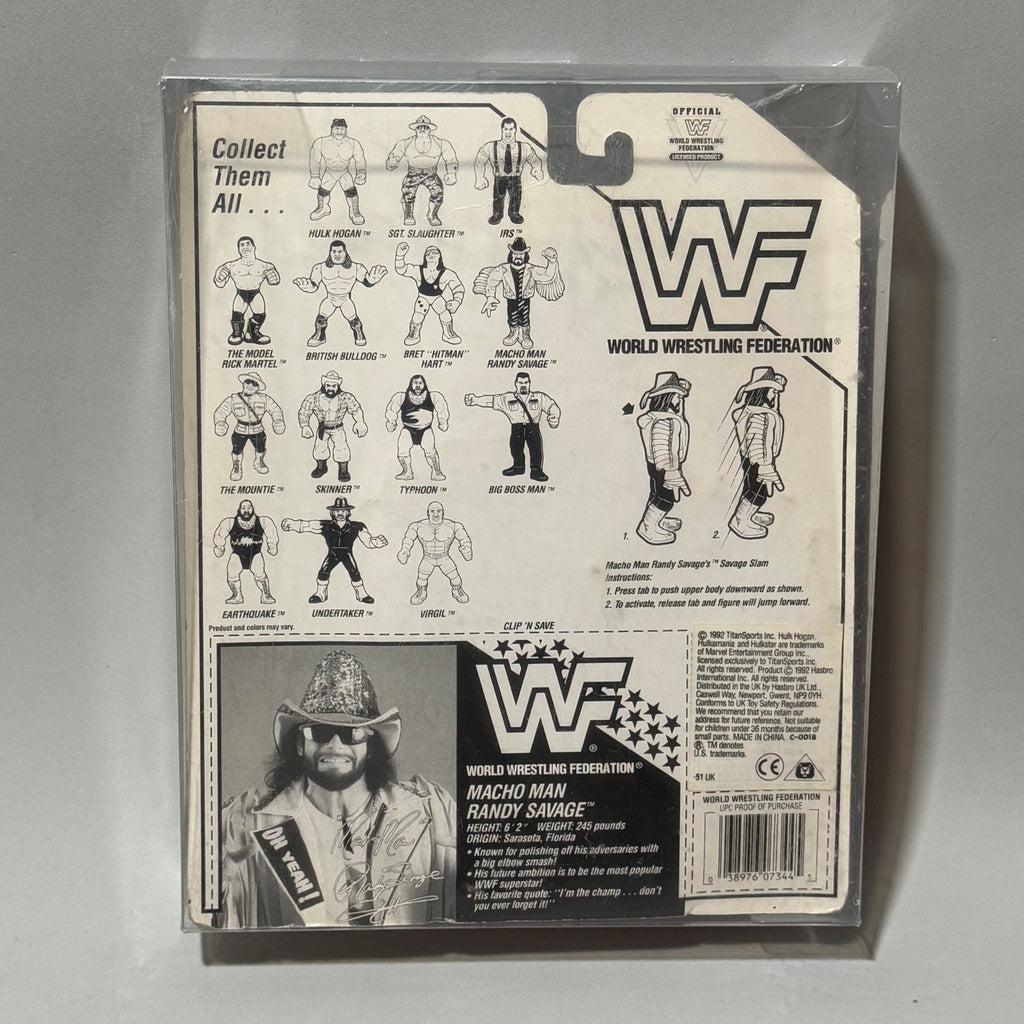 Collect
Them
All . . .
HULK HOGAN™
SGT. SLAUGHTER™
IRS™
THE MODEL
RICK MARTEL™
BRITISH BULLDOG™
BRET "HITMAN"
HART™
MACHO MAN
RANDY SAVAGE™
THE MOUNTIE™
SKINNER™
TYPHOON™
BIG BOSS MAN™
EARTHQUAKE™
UNDERTAKER™
VIRGIL™
Product and colors may vary.
OFFICIAL
WF
WORLD WRESTLING
FEDERATION
LICENSED PRODUCT
WF
WORLD WRESTLING FEDERATION®
1.
2.
Macho Man Randy Savage's™ Savage Slam
Instructions:
1. Press tab to push upper body downward as shown.
2. To activate, release tab and figure will jump forward.
CLIP 'N SAVE
OH YEAH!
"Macho Man"
Randy Savage
WF®
WORLD WRESTLING FEDERATION®
MACHO MAN
RANDY SAVAGE™
HEIGHT: 6' 2" WEIGHT: 245 pounds
ORIGIN: Sarasota, Florida
• Known for polishing off his adversaries with
a big elbow smash!
• His future ambition is to be the most popular
WWF superstar!
• His favorite quote: "I'm the champ . . . don't
you ever forget it!"
© 1992 TitanSports Inc. Hulk Hogan,
Hulkamania and Hulkster are trademarks
of Marvel Entertainment Group Inc.,
licensed exclusively to TitanSports Inc.
All rights reserved. Product © 1992 Hasbro
International Inc. All rights reserved.
Distributed in the UK by Hasbro UK Ltd.,
Caswell Way, Newport, Gwent, NP9 0YH.
Conforms to UK Toy Safety Regulations.
We recommend that you retain our
address for future reference. Not suitable
for children under 36 months because of
small parts. MADE IN CHINA. C-001B
®, TM denotes
U.S. trademarks.
51 UK
CE
WORLD WRESTLING FEDERATION
UPC PROOF OF PURCHASE
0 38976 07344 5